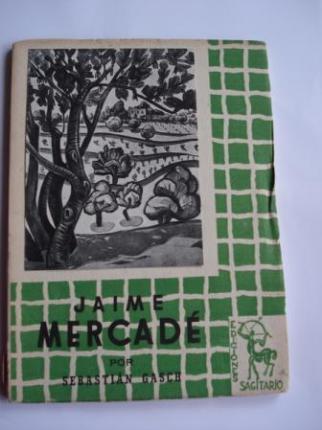 JAIME
MERCADÉ
POR
SEBASTIAN GASCH
EDICIONES
SAGITARIO